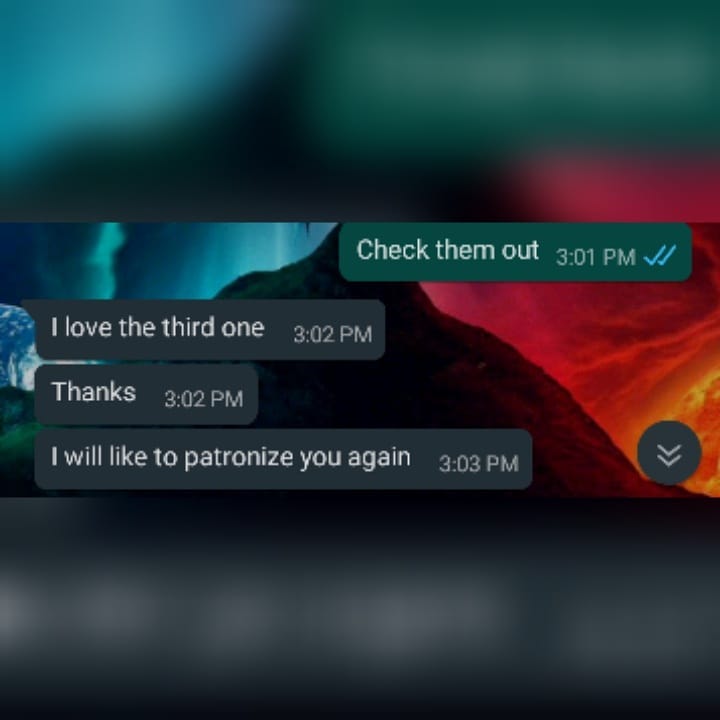 Check them out 3:01 PM
I love the third one 3:02 PM
Thanks 3:02 PM
I will like to patronize you again 3:03 PM